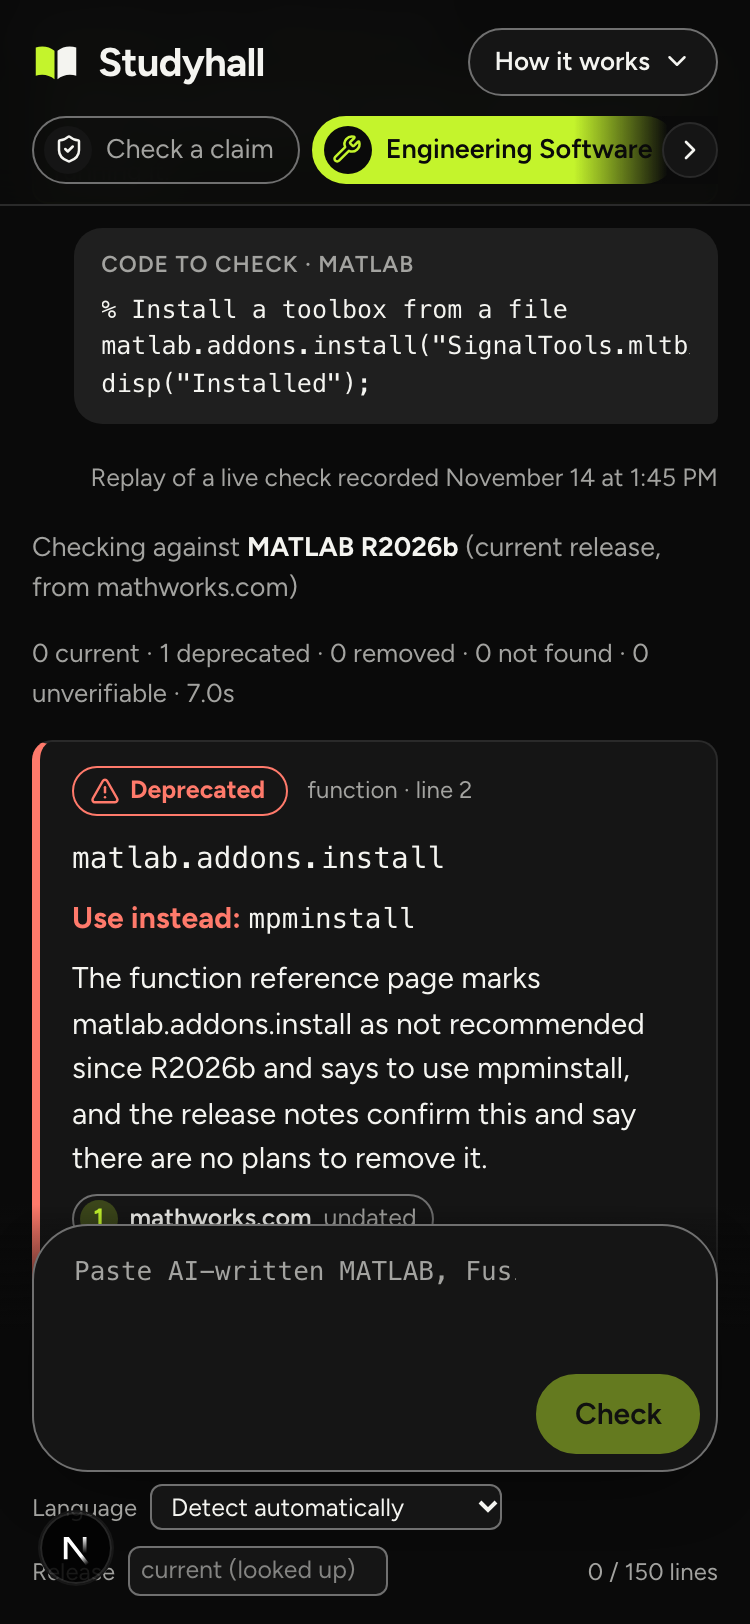 Studyhall
How it works
Check a claim
Engineering Software
CODE TO CHECK · MATLAB
% Install a toolbox from a file
matlab.addons.install("SignalTools.mltb
disp("Installed");
Replay of a live check recorded November 14 at 1:45 PM
Checking against MATLAB R2026b (current release,
from mathworks.com)
0 current · 1 deprecated · 0 removed · 0 not found · 0
unverifiable · 7.0s
Deprecated
function · line 2
matlab.addons.install
Use instead: mpminstall
The function reference page marks
matlab.addons.install as not recommended
since R2026b and says to use mpminstall,
and the release notes confirm this and say
there are no plans to remove it.
1 mathworks.com undated
Paste AI-written MATLAB, Fus
Check
Language
Detect automatically
Release
current (looked up)
0 / 150 lines
N